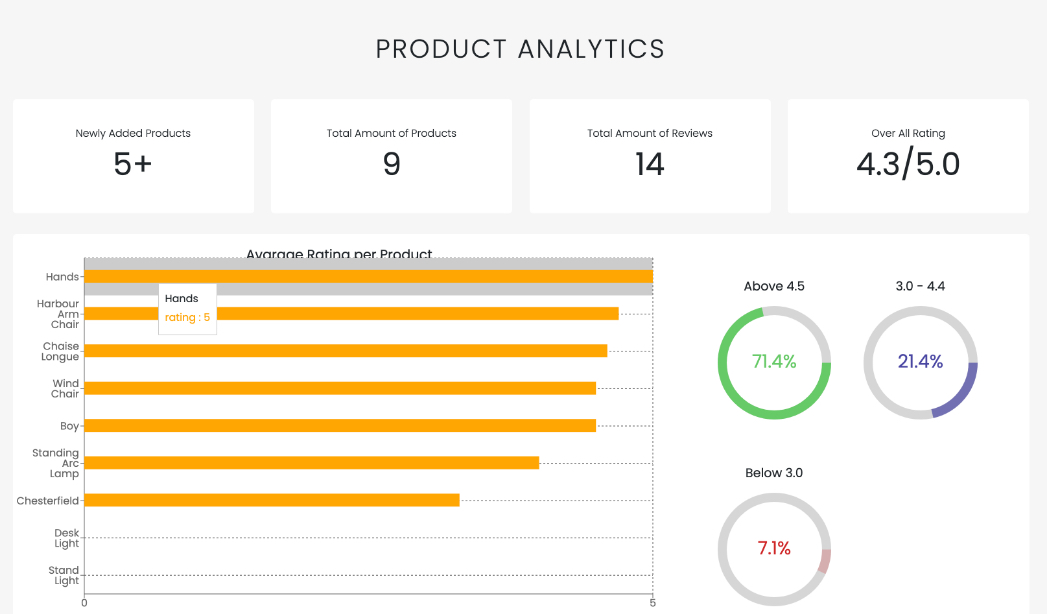 PRODUCT ANALYTICS
Newly Added Products
5+
Total Amount of Products
9
Total Amount of Reviews
14
Over All Rating
4.3/5.0
Avarage Rating per Product
Hands
Harbour
Arm
Chair
Chaise
Longue
Wind
Chair
Boy
Standing
Arc
Lamp
Chesterfield
Desk
Light
Stand
Light
0
5
Hands
rating : 5
Above 4.5
71.4%
3.0 - 4.4
21.4%
Below 3.0
7.1%